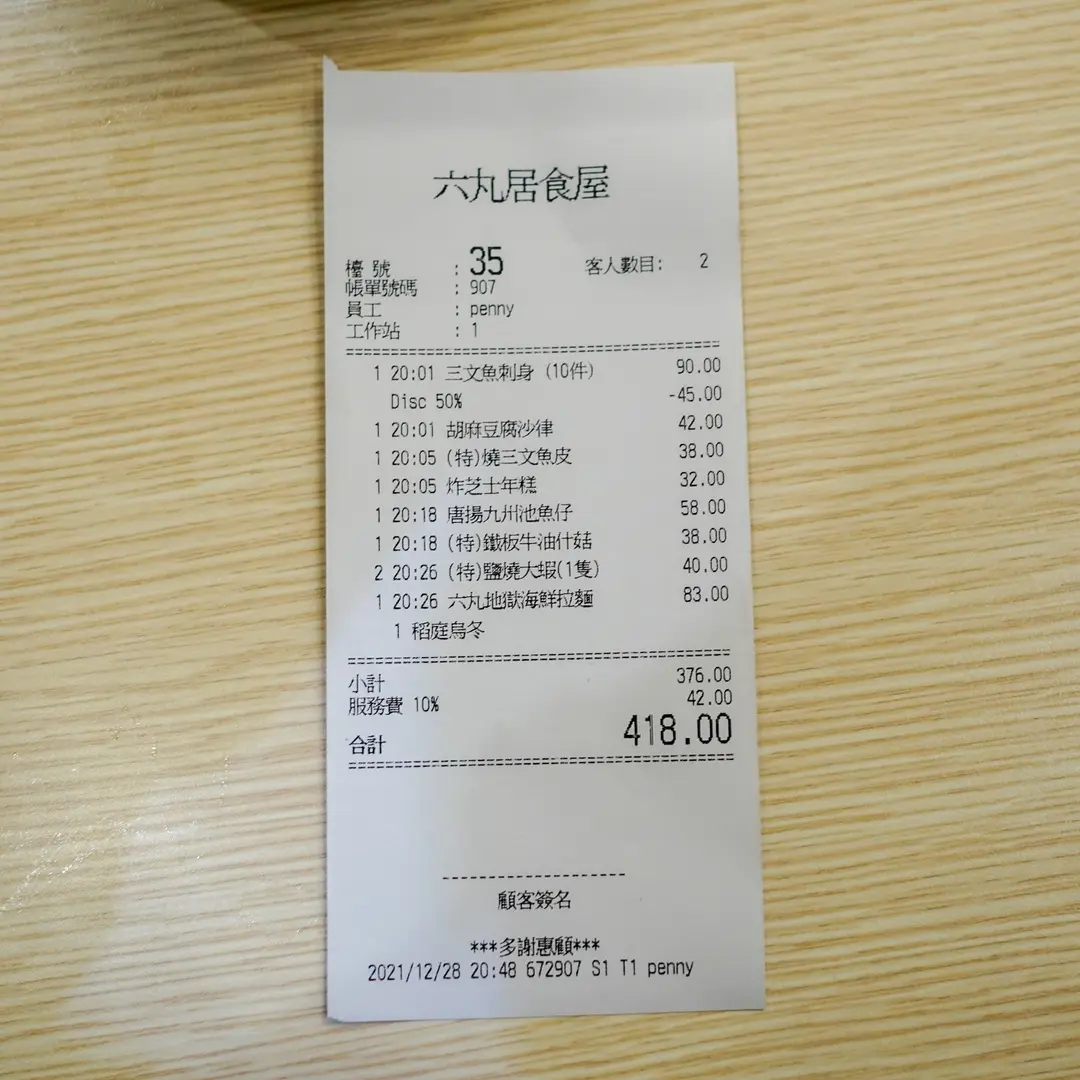 六丸居食屋
檯號 : 35 客人數目: 2
帳單號碼 : 907
員工 : penny
工作站 : 1
1 20:01 三文魚刺身 (10件) 90.00
Disc 50% -45.00
1 20:01 胡麻豆腐沙律 42.00
1 20:05 (特)燒三文魚皮 38.00
1 20:05 炸芝士年糕 32.00
1 20:18 唐揚九州池魚仔 58.00
1 20:18 (特)鐵板牛油什菇 38.00
2 20:26 (特)鹽燒大蝦(1隻) 40.00
1 20:26 六丸地獄海鮮拉麵 83.00
1 稻庭烏冬
小計 376.00
服務費 10% 42.00
合計 418.00
顧客簽名
***多謝惠顧***
2021/12/28 20:48 672907 S1 T1 penny